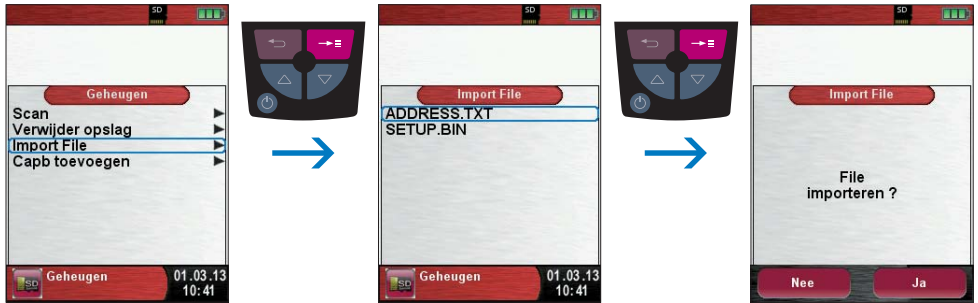 SD
Geheugen
Scan
Verwijder opslag
Import File
Capb toevoegen
SD
Geheugen
01.03.13
10:41
SD
Import File
ADDRESS.TXT
SETUP.BIN
SD
Geheugen
01.03.13
10:41
SD
Import File
File
importeren ?
Nee
Ja